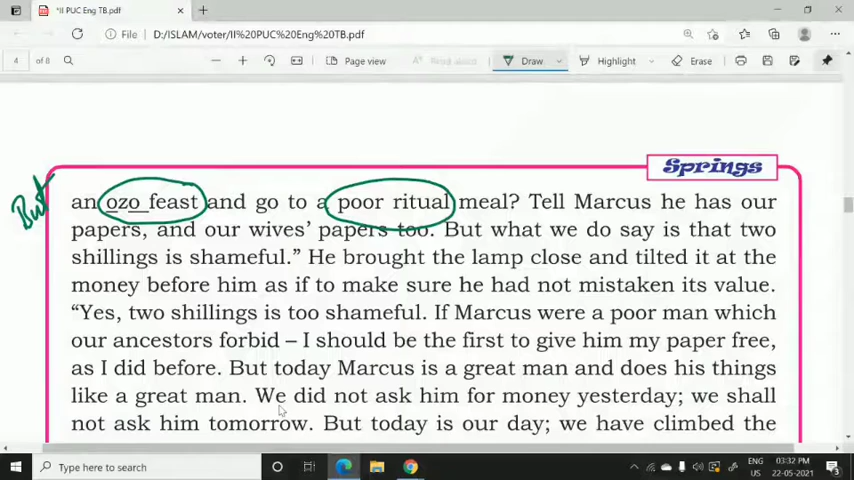 *II PUC Eng TB.pdf
File
D:/ISLAM/voter/II%20PUC%20Eng%20TB.pdf
4 of 8
Page view
Read aloud
Draw
Highlight
Erase
Springs
But
an ozo feast and go to a poor ritual meal? Tell Marcus he has our
papers, and our wives' papers too. But what we do say is that two
shillings is shameful.” He brought the lamp close and tilted it at the
money before him as if to make sure he had not mistaken its value.
“Yes, two shillings is too shameful. If Marcus were a poor man which
our ancestors forbid – I should be the first to give him my paper free,
as I did before. But today Marcus is a great man and does his things
like a great man. We did not ask him for money yesterday; we shall
not ask him tomorrow. But today is our day; we have climbed the
Type here to search
ENG
US
03:32 PM
22-05-2021
3